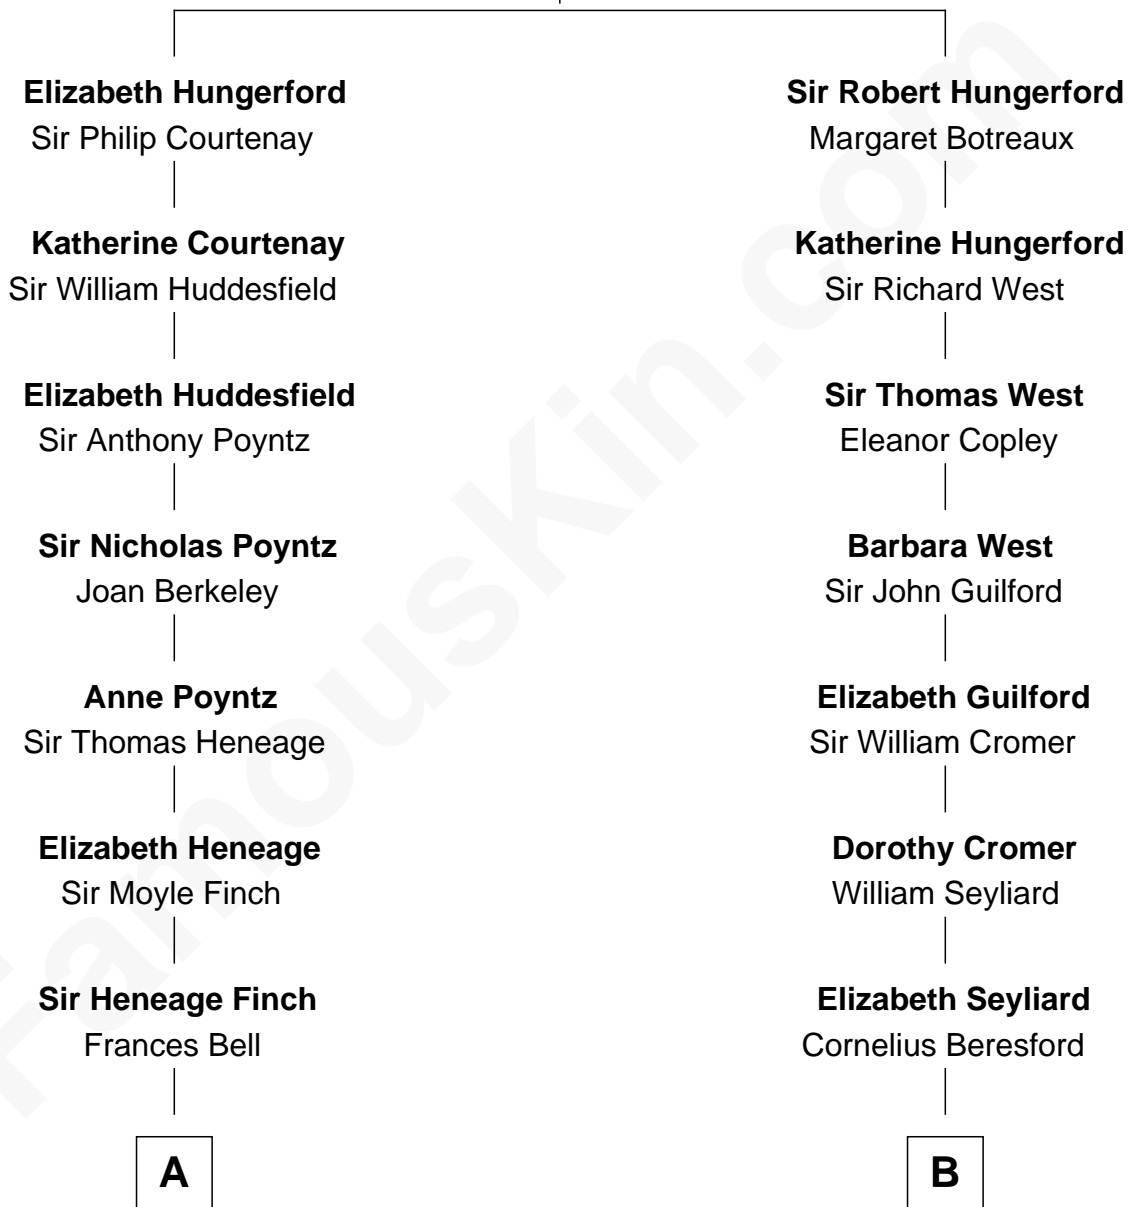 Elizabeth Hungerford
Sir Philip Courtenay
Katherine Courtenay
Sir William Huddesfield
Elizabeth Huddesfield
Sir Anthony Poyntz
Sir Nicholas Poyntz
Joan Berkeley
Anne Poyntz
Sir Thomas Heneage
Elizabeth Heneage
Sir Moyle Finch
Sir Heneage Finch
Frances Bell
A
Sir Robert Hungerford
Margaret Botreaux
Katherine Hungerford
Sir Richard West
Sir Thomas West
Eleanor Copley
Barbara West
Sir John Guilford
Elizabeth Guilford
Sir William Cromer
Dorothy Cromer
William Seyliard
Elizabeth Seyliard
Cornelius Beresford
B
FamousKin.com